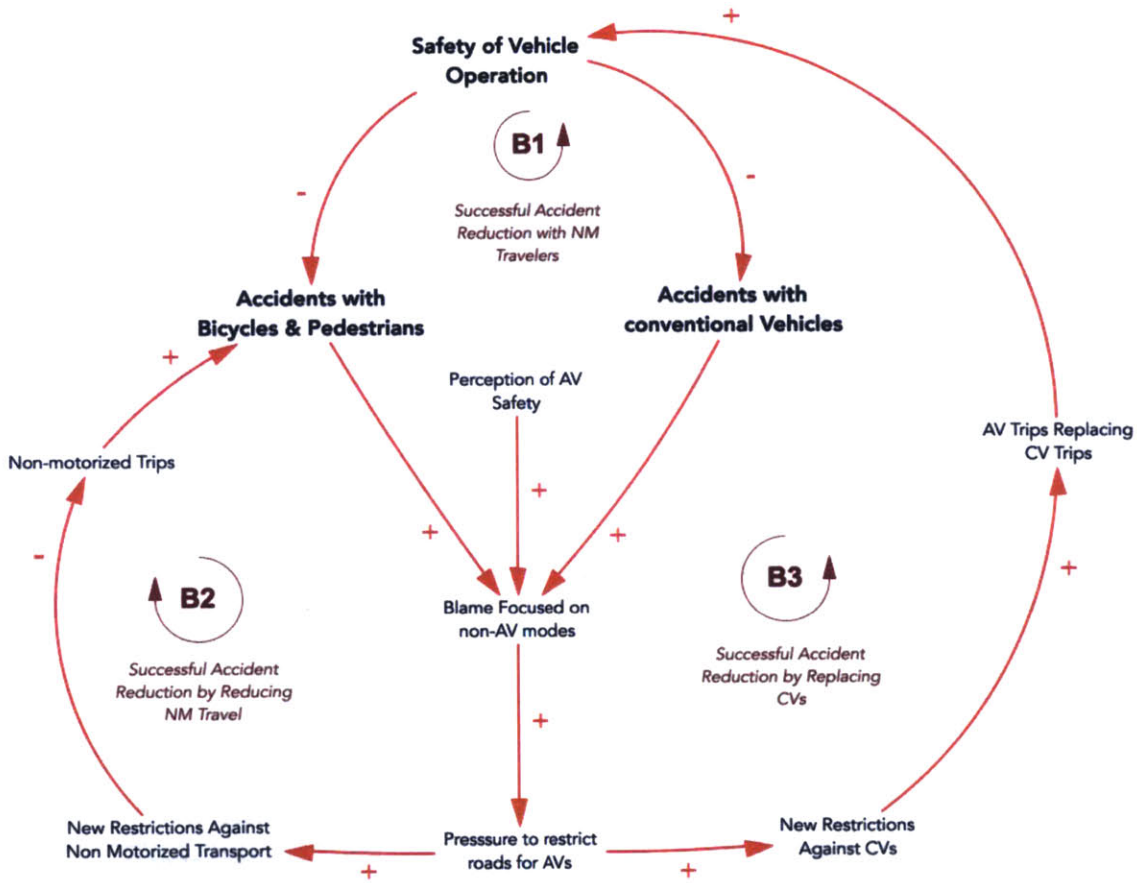 +
Safety of Vehicle
Operation
B1
-
-
Successful Accident
Reduction with NM
Travelers
Accidents with
Bicycles & Pedestrians
Accidents with
conventional Vehicles
+
Perception of AV
Safety
AV Trips Replacing
CV Trips
Non-motorized Trips
+
+
+
-
+
B2
B3
Blame Focused on
non-AV modes
Successful Accident
Reduction by Reducing
NM Travel
Successful Accident
Reduction by Replacing
CVs
+
New Restrictions Against
Non Motorized Transport
Presssure to restrict
roads for AVs
New Restrictions
Against CVs
+
+